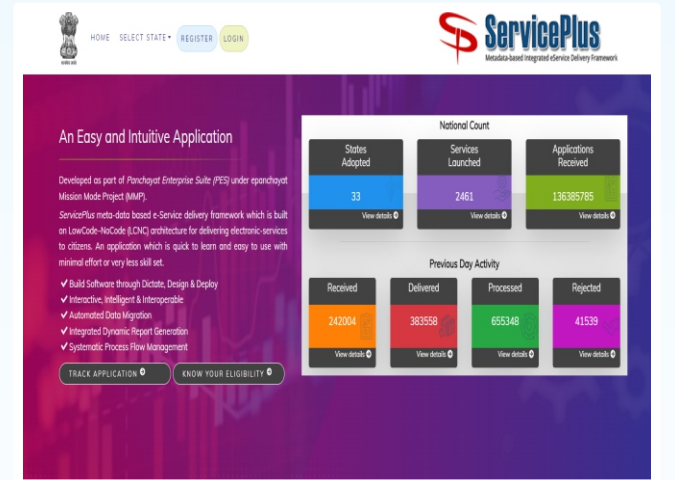 HOME SELECT STATE REGISTER LOGIN
ServicePlus
Metadata-based Integrated eService Delivery Framework
An Easy and Intuitive Application
Developed as part of Panchayat Enterprise Suite (PES) under epanchayat
Mission Mode Project (MMP).
ServicePlus meta-data based e-Service delivery framework which is built
on LowCode-NoCode (LCNC) architecture for delivering electronic-services
to citizens. An application which is quick to learn and easy to use with
minimal effort or very less skill set.
✓ Build Software through Dictate, Design & Deploy
✓ Interactive, Intelligent & Interoperable
✓ Automated Data Migration
✓ Integrated Dynamic Report Generation
✓ Systematic Process Flow Management
TRACK APPLICATION
KNOW YOUR ELIGIBILITY
National Count
States
Adopted
33
View details
Services
Launched
2461
View details
Applications
Received
136385785
View details
Previous Day Activity
Received
242004
View details
Delivered
383558
View details
Processed
655348
View details
Rejected
41539
View details